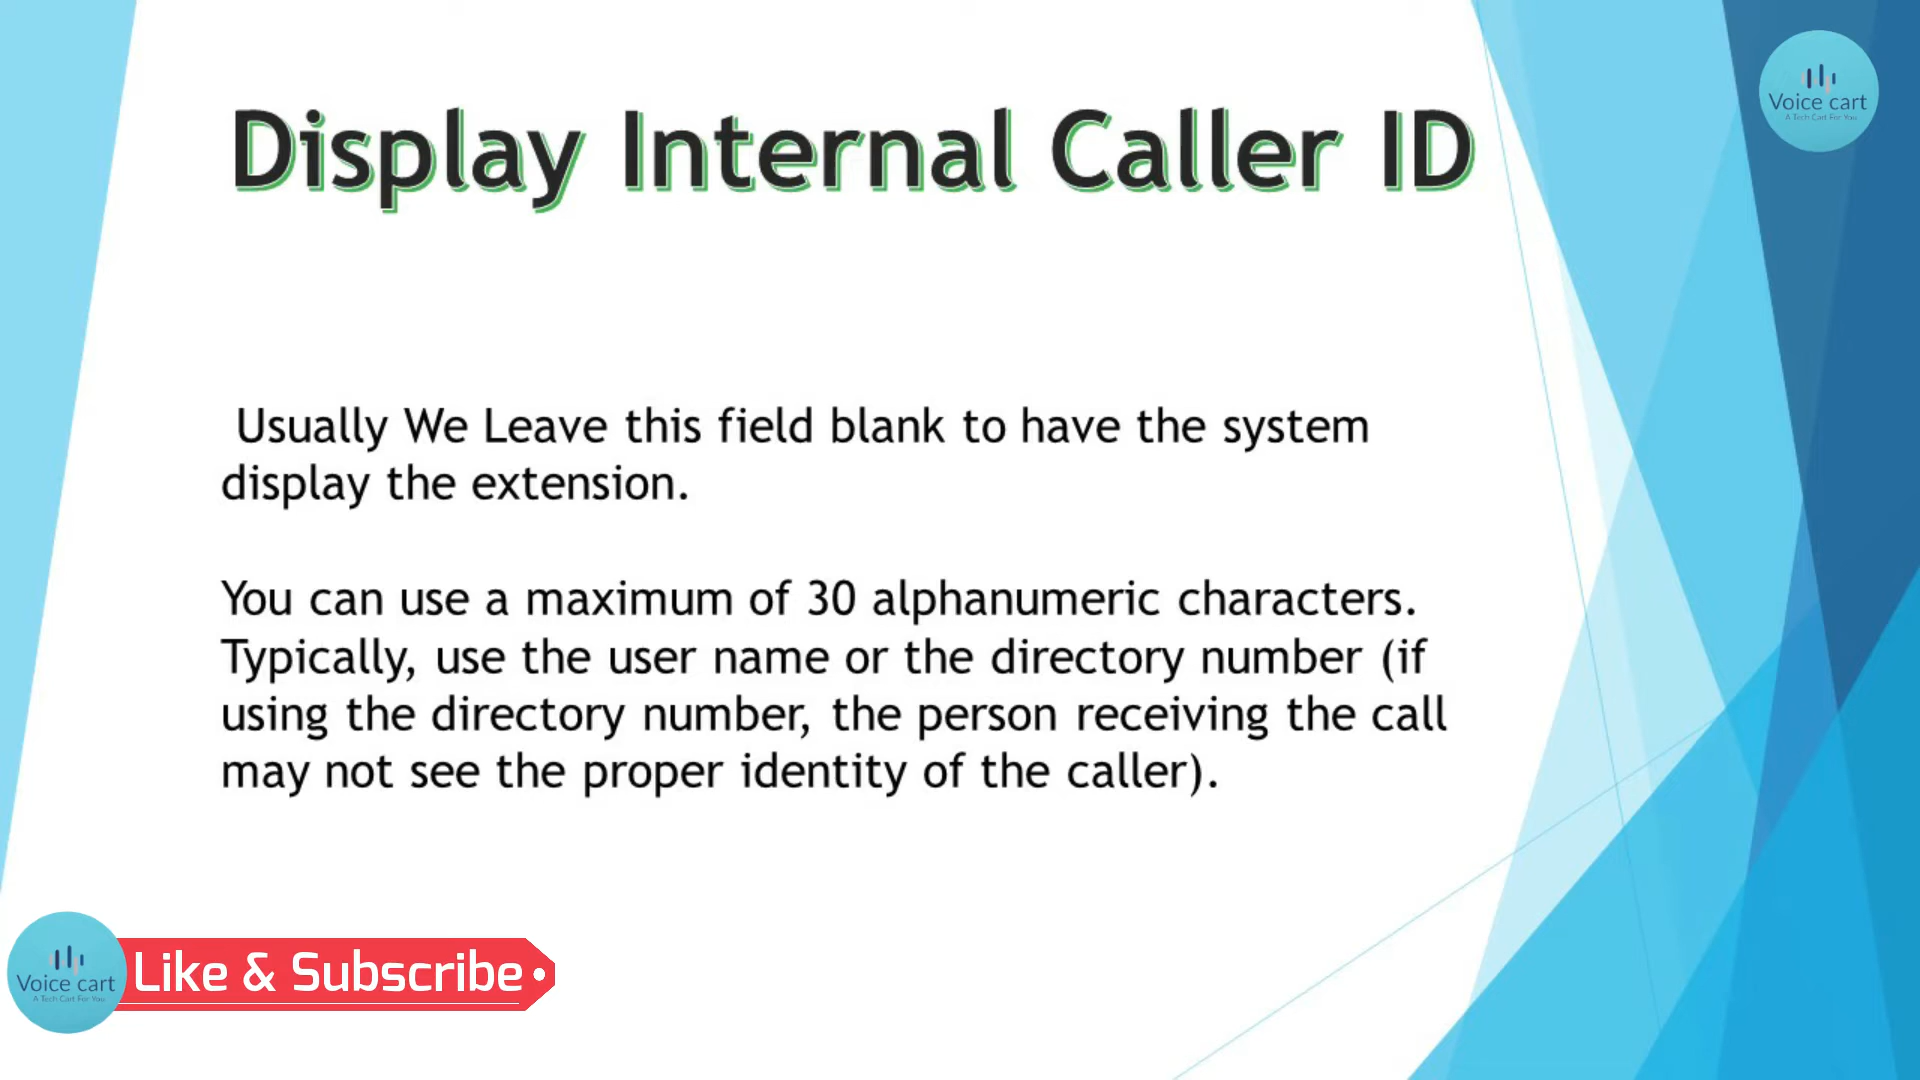 Voice cart
A Tech Cart For You
Display Internal Caller ID
Usually We Leave this field blank to have the system
display the extension.
You can use a maximum of 30 alphanumeric characters.
Typically, use the user name or the directory number (if
using the directory number, the person receiving the call
may not see the proper identity of the caller).
Voice cart
A Tech Cart For You
Like & Subscribe